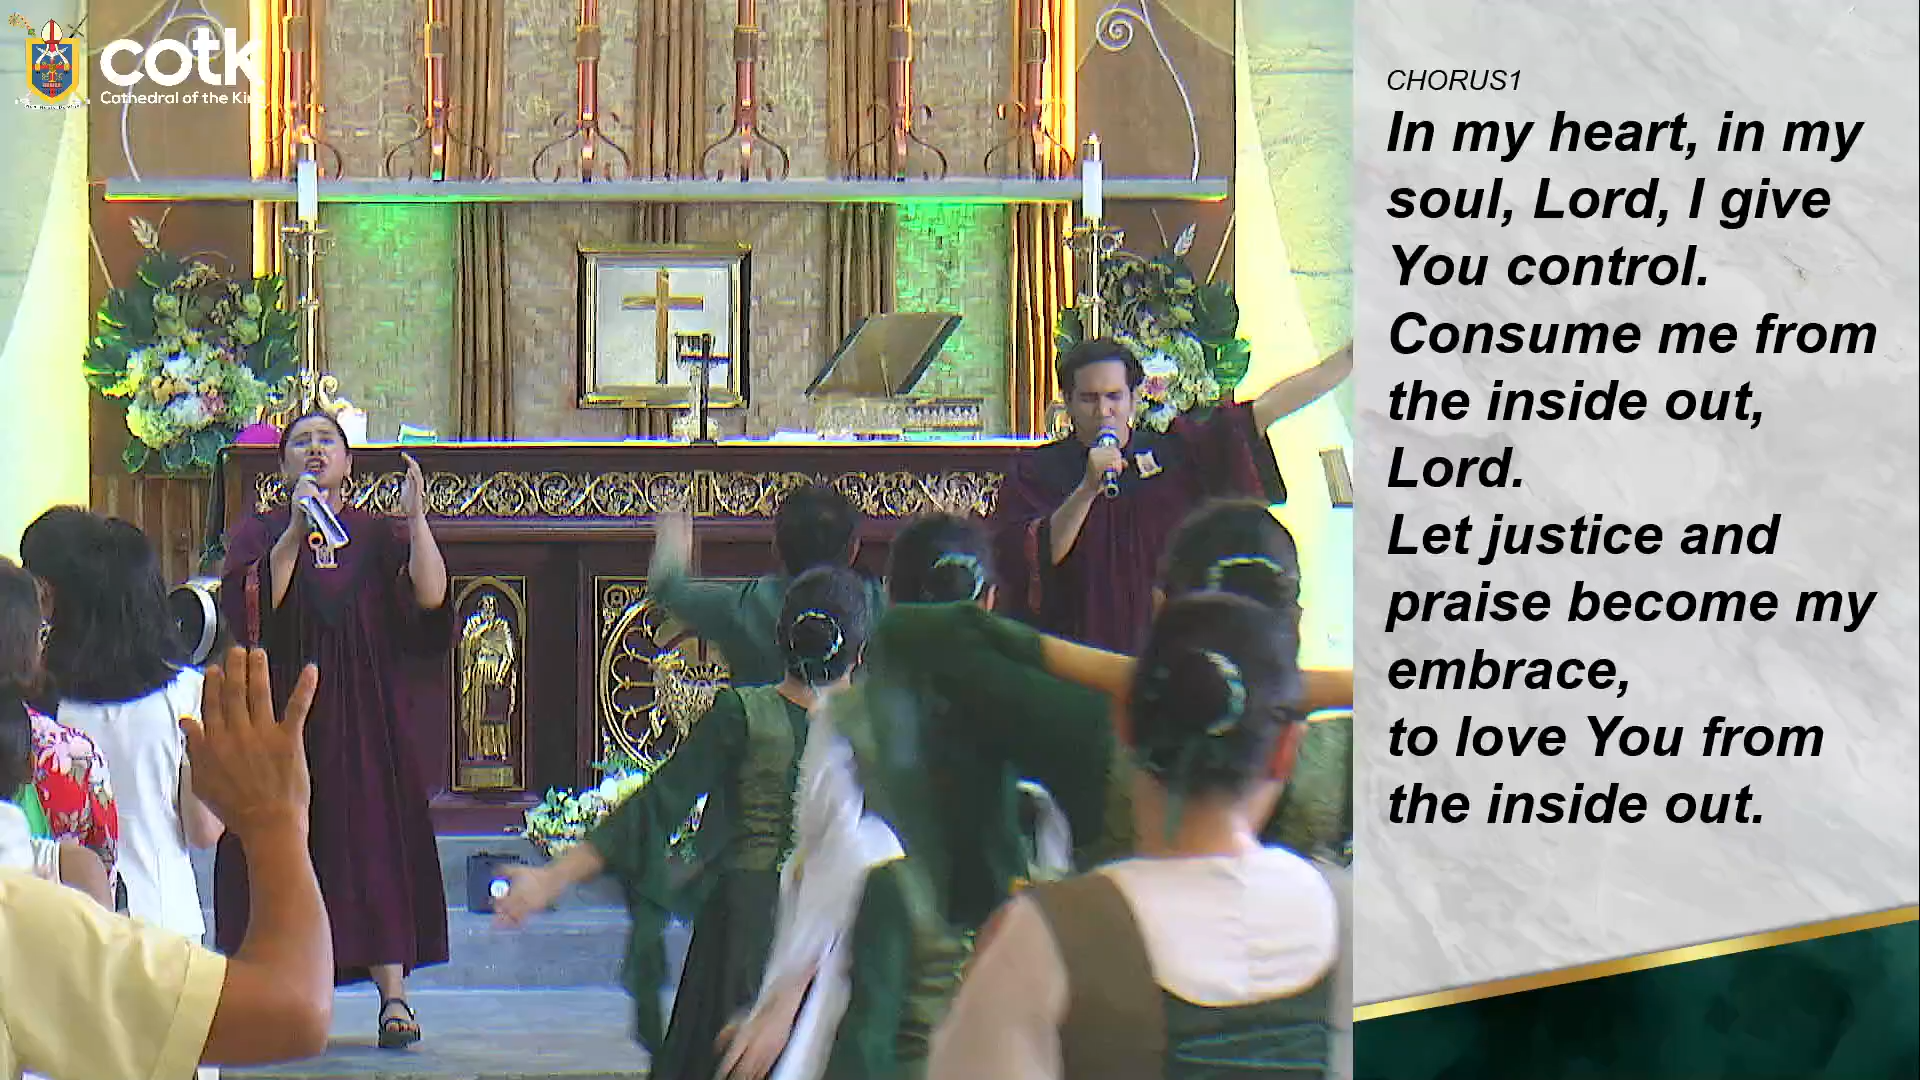 cotk
Cathedral of the Kin
CHORUS1
In my heart, in my
soul, Lord, I give
You control.
Consume me from
the inside out,
Lord.
Let justice and
praise become my
embrace,
to love You from
the inside out.